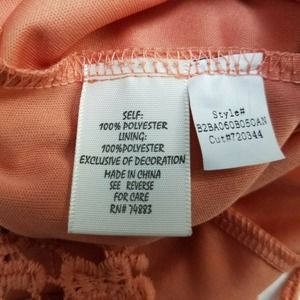 SELF:
100% POLYESTER
LINING:
100%POLYESTER
EXCLUSIVE OF DECORATION
MADE IN CHINA
SEE REVERSE
FOR CARE
RN# 74883
Style#
B2BA060B050AN
Cut#720344